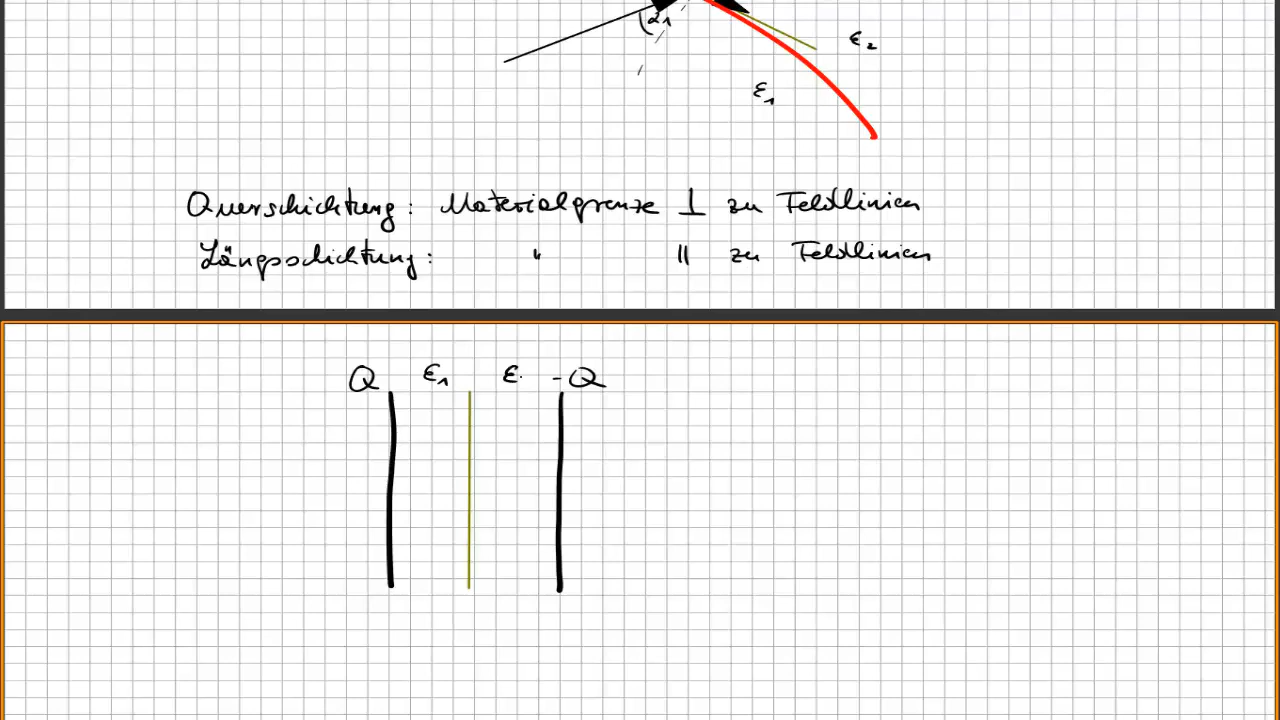 α₁
ε₂
ε₁
Querschichtung: Materialgrenze ⊥ zu Feldlinien
Längsschichtung: " || zu Feldlinien
Q ε₁ ε. -Q